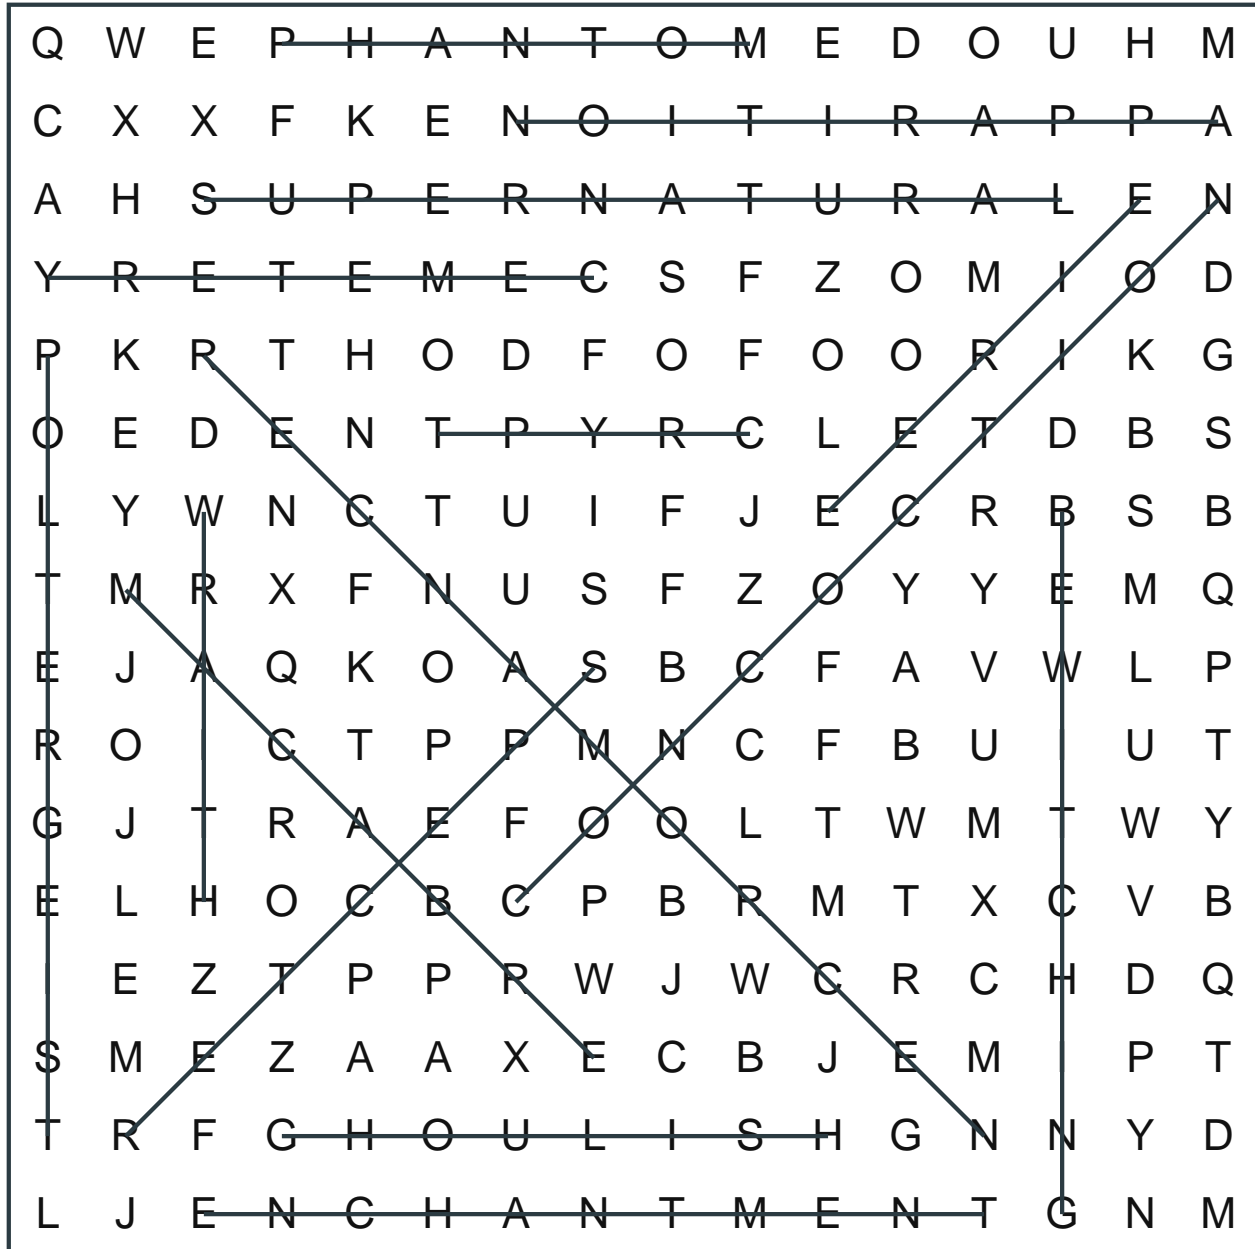 Q W E P H A N T O M E D O U H M
C X X F K E N O I T I R A P P A
A H S U P E R N A T U R A L E N
Y R E T E M E C S F Z O M I O D
P K R T H O D F O F O O R I K G
O E D E N T P Y R C L E T D B S
L Y W N C T U I F J E C R B S B
T M R X F N U S F Z O Y Y E M Q
E J A Q K O A S B C F A V W L P
R O I C T P P M N C F B U I U T
G J T R A E F O O L T W M T W Y
E L H O C B C P B R M T X C V B
I E Z T P P R W J W C R C H D Q
S M E Z A A X E C B J E M I P T
T R F G H O U L I S H G N N Y D
L J E N C H A N T M E N T G N M